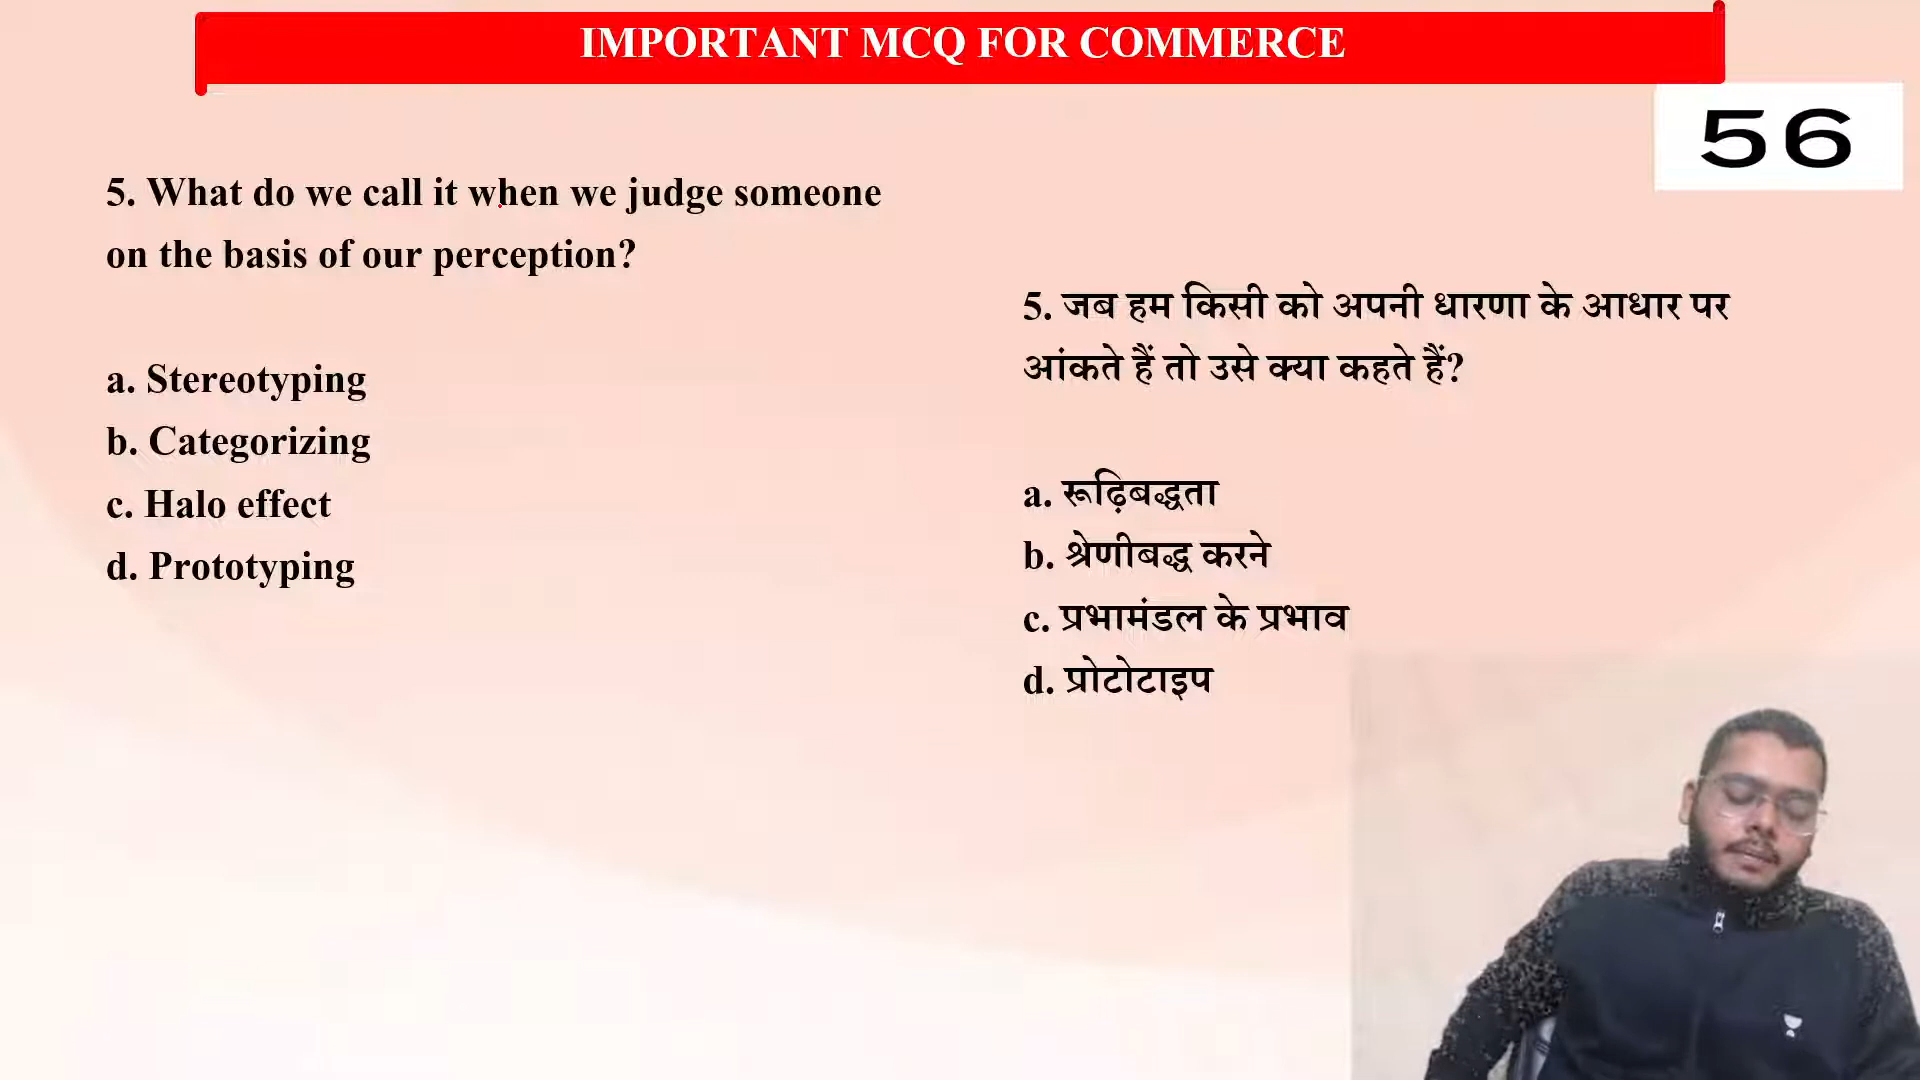 IMPORTANT MCQ FOR COMMERCE
56
5. What do we call it when we judge someone
on the basis of our perception?
a. Stereotyping
b. Categorizing
c. Halo effect
d. Prototyping
5. जब हम किसी को अपनी धारणा के आधार पर
आंकते हैं तो उसे क्या कहते हैं?
a. रूढ़िबद्धता
b. श्रेणीबद्ध करने
c. प्रभामंडल के प्रभाव
d. प्रोटोटाइप